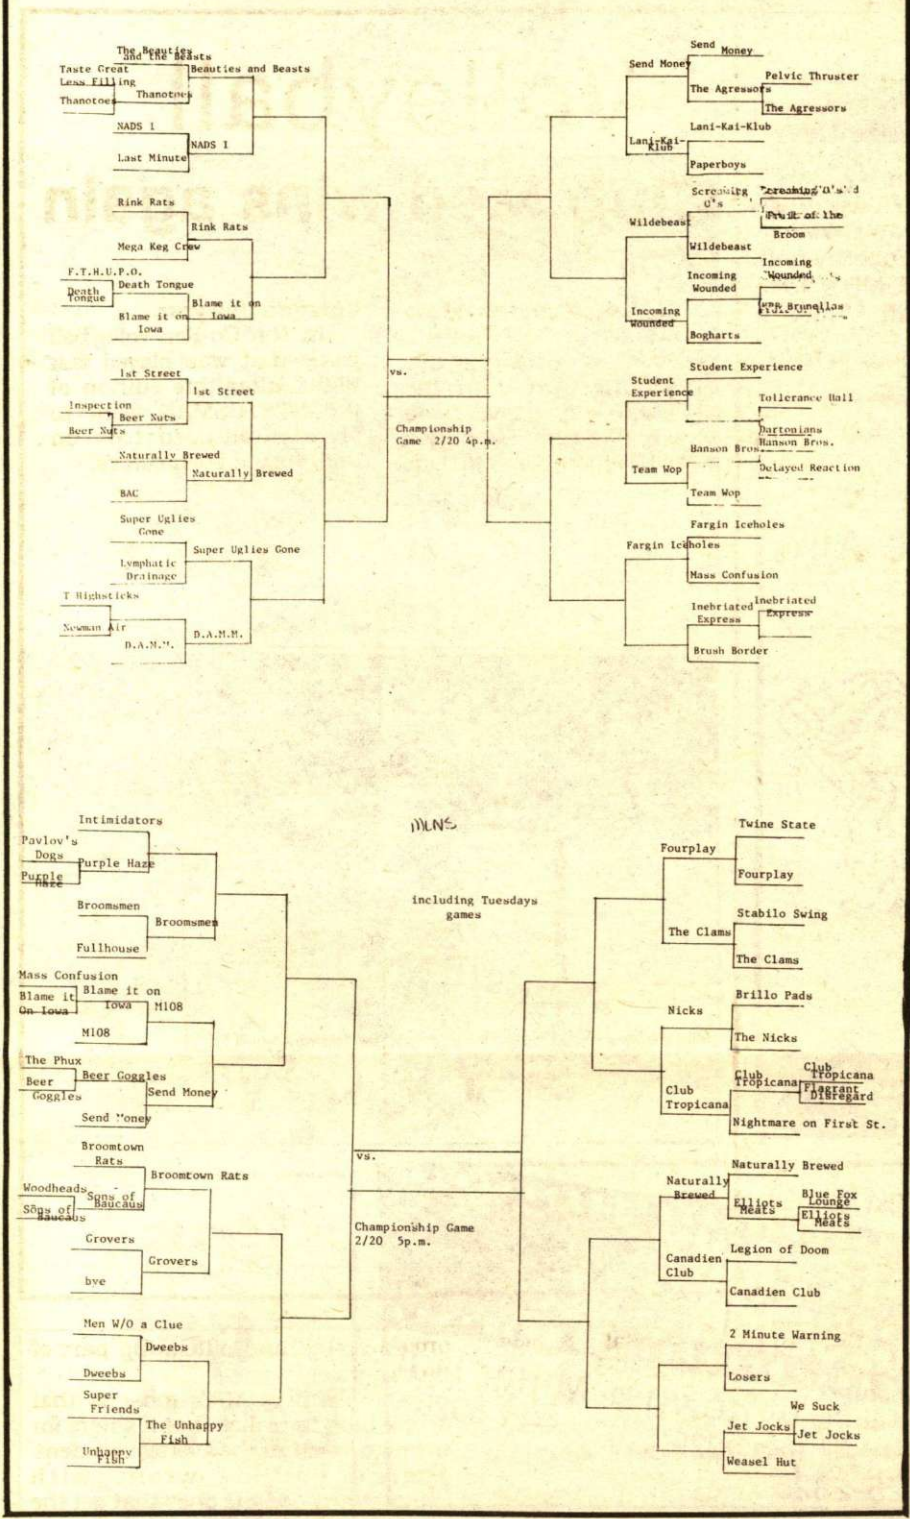 The Beauties
and the Beasts
Taste Great
Less Filling
Beauties and Beasts
Thanotoes
Thanotoes
NADS 1
NADS 1
Last Minute
Rink Rats
Rink Rats
Mega Keg Crew
F.T.H.U.P.O.
Death
Tongue
Death Tongue
Blame it on
Iowa
Blame it on
Iowa
1st Street
1st Street
Inspection
Beer Nuts
Beer Nuts
Naturally Brewed
Naturally Brewed
BAC
Super Uglies
Gone
Super Uglies Gone
Lymphatic
Drainage
T Highsticks
Newman Air
D.A.M.M.
D.A.M.M.
vs.
Championship
Game 2/20 4p.m.
Send
Money
Send Money
Pelvic Thruster
The Agressors
The Agressors
Lani-Kai-Klub
Lani-Kai-
Klub
Paperboys
Screaming
O's
Screaming O's
Fruit of the
Broom
Wildebeast
Wildebeast
Incoming
Wounded
Incoming
Wounded
Brunellas
Incoming
Wounded
Bogharts
Student Experience
Student
Experience
Tollerance Hall
Dartonians
Hanson Bros.
Hanson Bros.
Delayed Reaction
Team Wop
Team Wop
Fargin Iceholes
Fargin Iceholes
Mass Confusion
Inebriated
Express
Inebriated
Express
Brush Border
MENS
including Tuesdays
games
Intimidators
Pavlov's
Dogs
Purple Haze
Purple
Haze
Broomsmen
Broomsmen
Fullhouse
Mass Confusion
Blame it
On Iowa
Blame it on
Iowa
M108
M108
The Phux
Beer
Goggles
Beer Goggles
Send Money
Send Money
Broomtown
Rats
Broomtown Rats
Woodheads
Sons of
Baucaus
Sons of
Baucaus
Grovers
Grovers
bye
Men W/O a Clue
Dweebs
Dweebs
Super
Friends
The Unhappy
Fish
Unhappy
Fish
vs.
Championship Game
2/20 5p.m.
Twine State
Fourplay
Fourplay
Stabilo Swing
The Clams
The Clams
Brillo Pads
Nicks
The Nicks
Club
Tropicana
Club
Tropicana
Flagrant
Disregard
Club
Tropicana
Nightmare on First St.
Naturally Brewed
Naturally
Brewed
Elliots
Meats
Blue Fox
Lounge
Elliots
Meats
Legion of Doom
Canadien
Club
Canadien Club
2 Minute Warning
Losers
We Suck
Jet Jocks
Jet Jocks
Weasel Hut